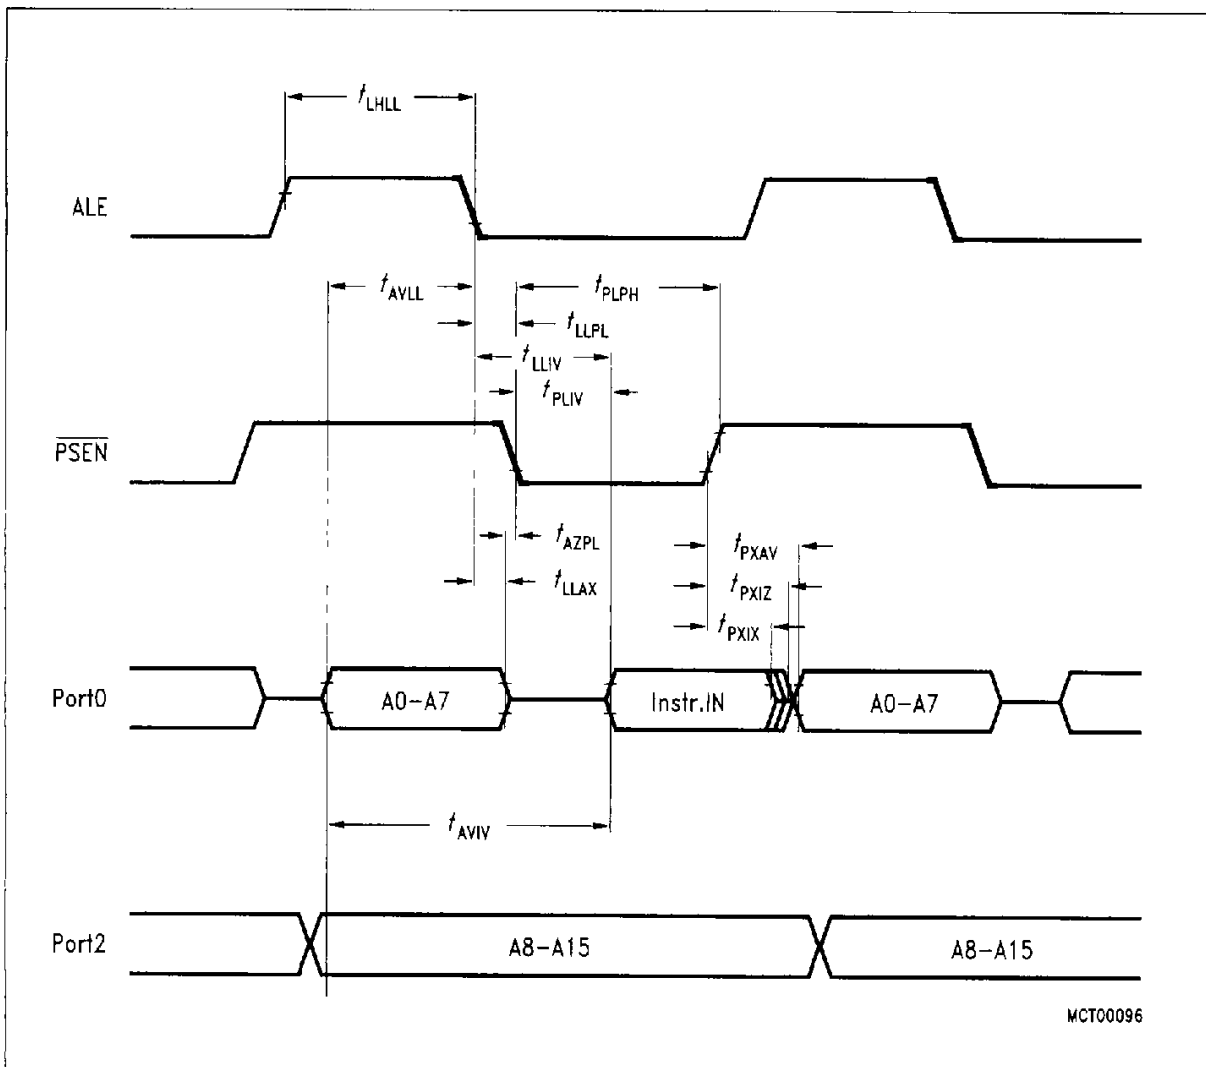 tLHLL
ALE
tAVLL tPLPH
tLLPL
tLLIV
tPLIV
PSEN
tAZPL tPXAV
tLLAX tPXIZ
tPXIX
Port0 A0-A7 Instr.IN A0-A7
tAVIV
Port2 A8-A15 A8-A15
MCT00096